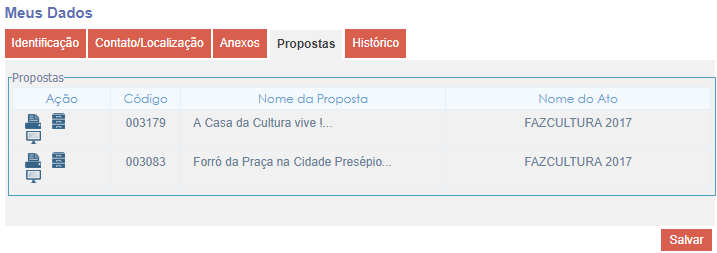 Meus Dados
Identificação Contato/Localização Anexos Propostas Histórico
Propostas
Ação Código Nome da Proposta Nome do Ato
003179 A Casa da Cultura vive !... FAZCULTURA 2017
003083 Forró da Praça na Cidade Presépio... FAZCULTURA 2017
Salvar